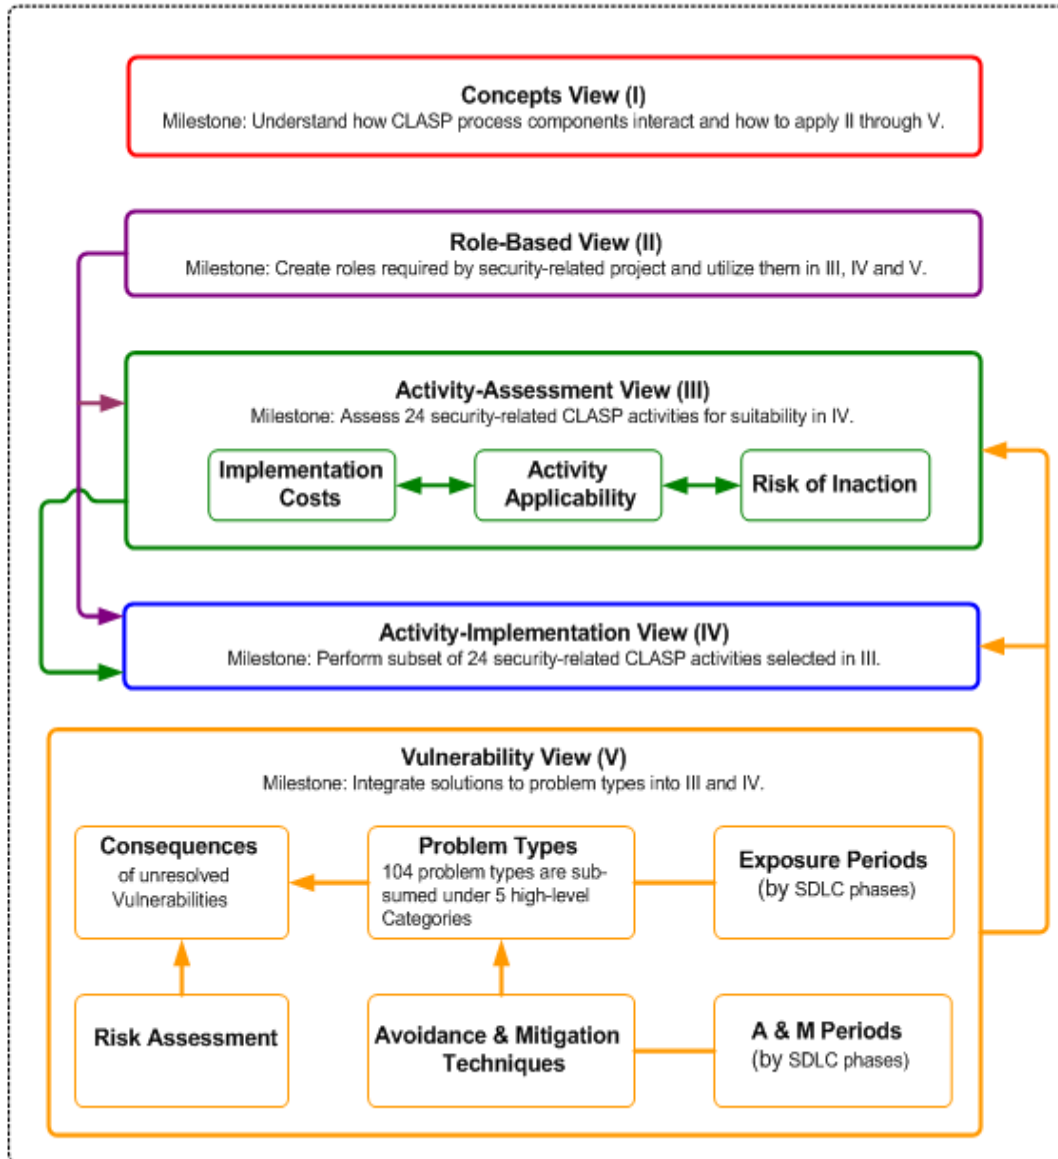 Concepts View (I)
Milestone: Understand how CLASP process components interact and how to apply II through V.
Role-Based View (II)
Milestone: Create roles required by security-related project and utilize them in III, IV and V.
Activity-Assessment View (III)
Milestone: Assess 24 security-related CLASP activities for suitability in IV.
Implementation
Costs
Activity
Applicability
Risk of Inaction
Activity-Implementation View (IV)
Milestone: Perform subset of 24 security-related CLASP activities selected in III.
Vulnerability View (V)
Milestone: Integrate solutions to problem types into III and IV.
Consequences
of unresolved
Vulnerabilities
Problem Types
104 problem types are sub-
sumed under 5 high-level
Categories
Exposure Periods
(by SDLC phases)
Risk Assessment
Avoidance & Mitigation
Techniques
A & M Periods
(by SDLC phases)